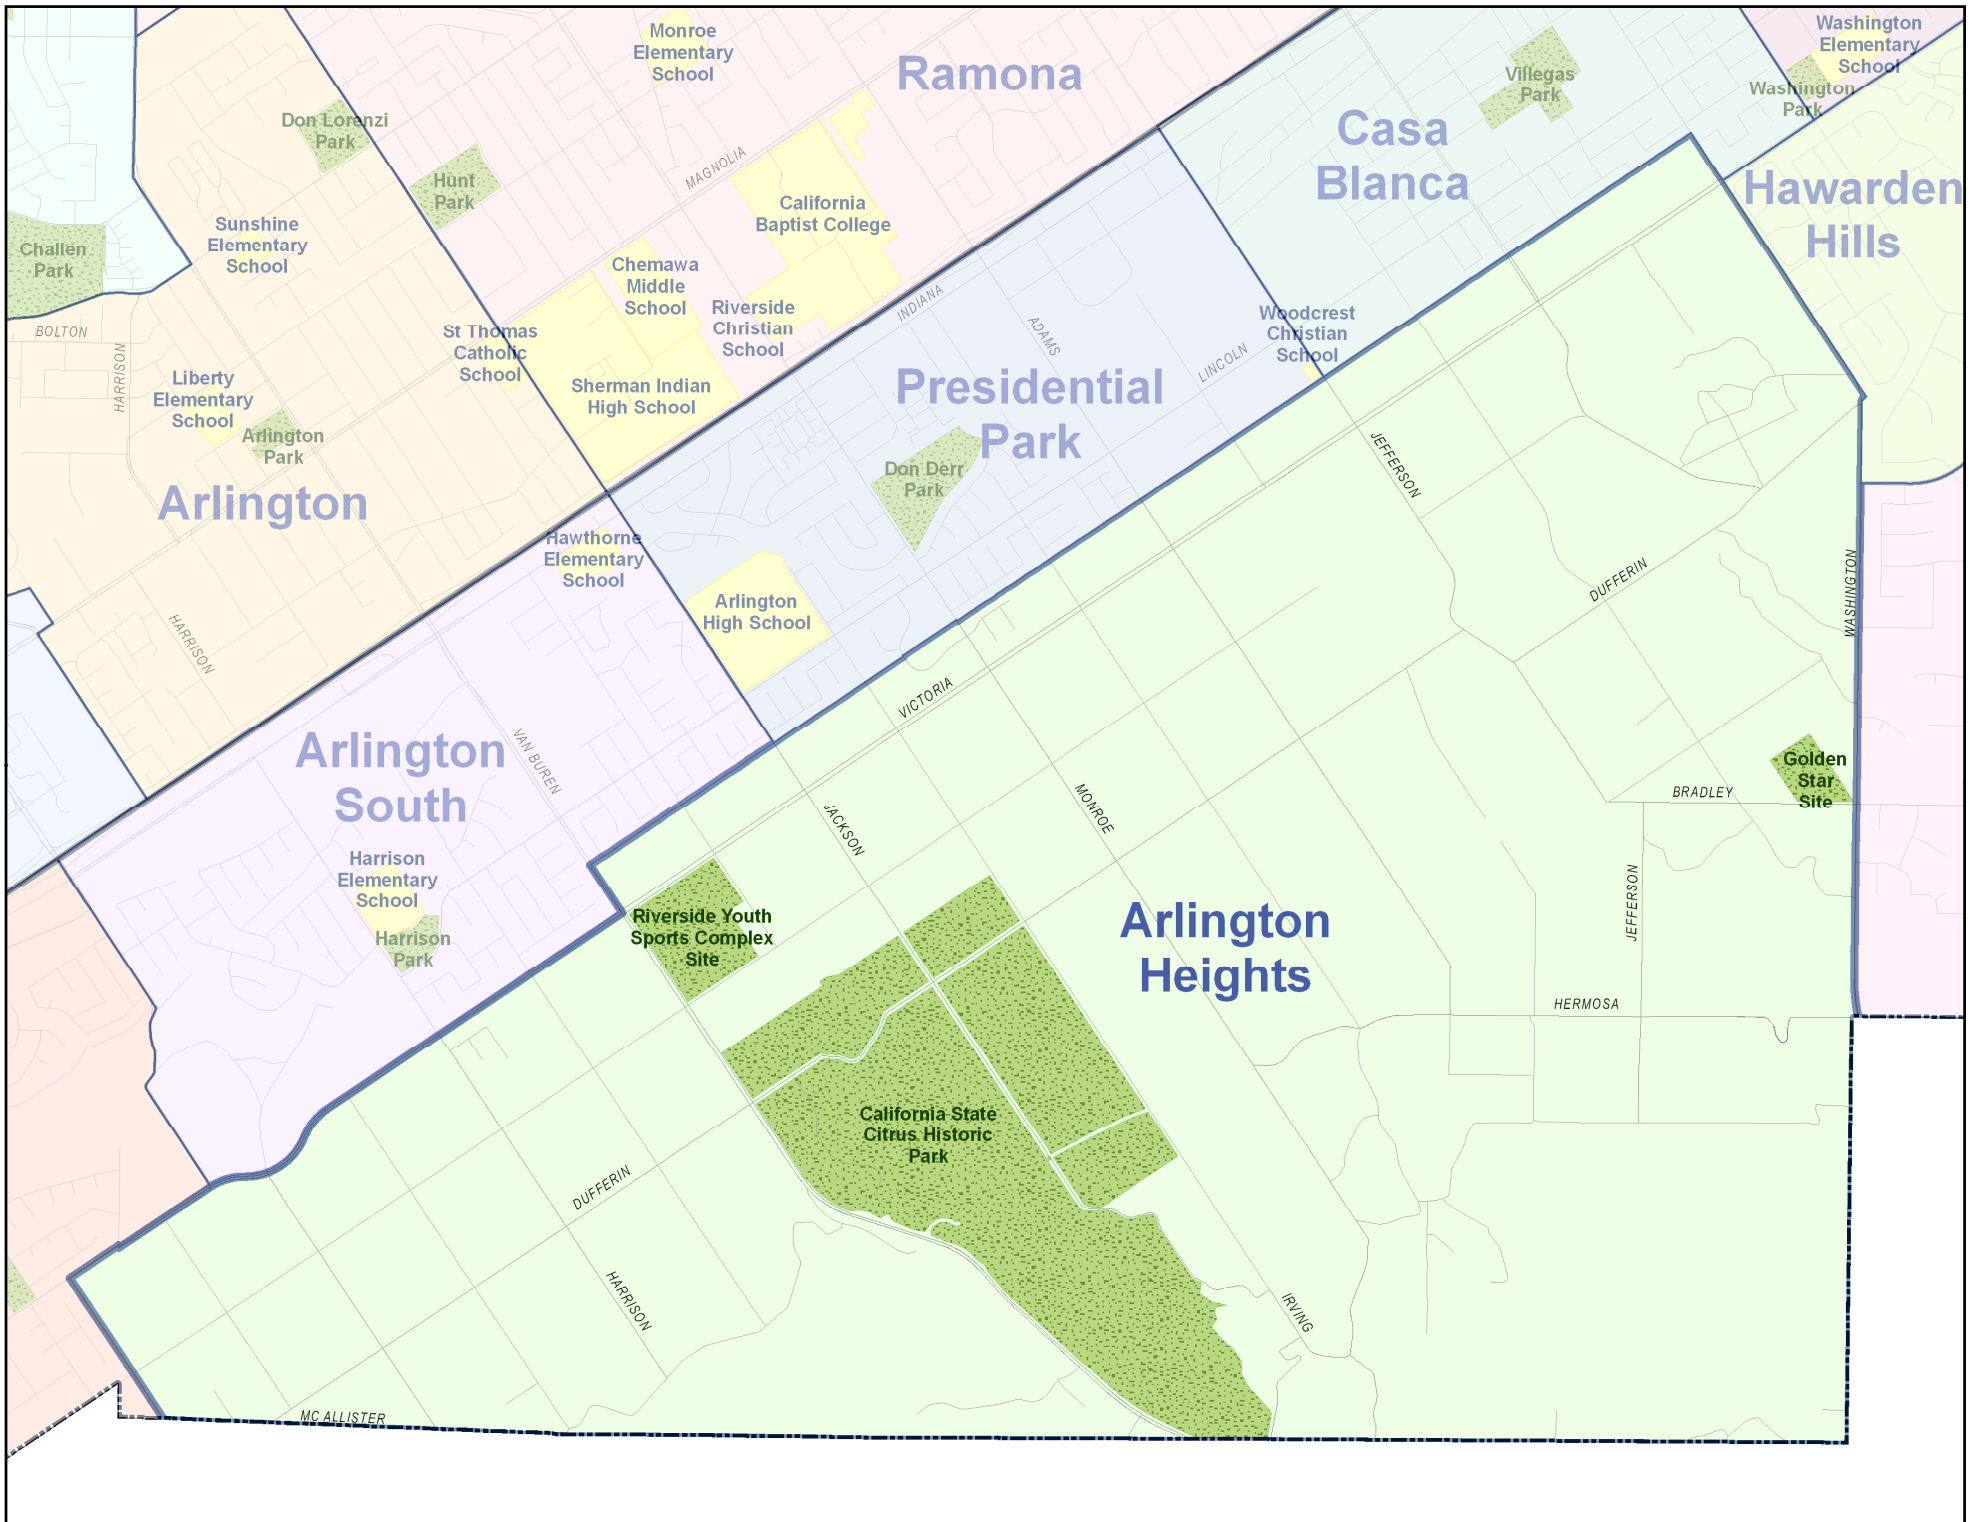 Monroe
Elementary
School
Ramona
Washington
Elementary
School
Villegas
Park
Washington
Park
Don Lorenzi
Park
Casa
Blanca
MAGNOLIA
Hunt
Park
Hawarden
Hills
California
Baptist College
Sunshine
Elementary
School
Challen
Park
Chemawa
Middle
School
INDIANA
Riverside
Christian
School
ADAMS
Woodcrest
Christian
School
BOLTON
HARRISON
St Thomas
Catholic
School
LINCOLN
Liberty
Elementary
School
Sherman Indian
High School
Presidential
Park
Arlington
Park
JEFFERSON
Don Derr
Park
Arlington
Hawthorne
Elementary
School
DUFFERIN
WASHINGTON
Arlington
High School
HARRISON
VICTORIA
Arlington
South
VAN BUREN
Golden
Star
Site
BRADLEY
JACKSON
MONROE
Harrison
Elementary
School
JEFFERSON
Riverside Youth
Sports Complex
Site
Arlington
Heights
Harrison
Park
HERMOSA
California State
Citrus Historic
Park
DUFFERIN
HARRISON
IRVING
MC ALLISTER